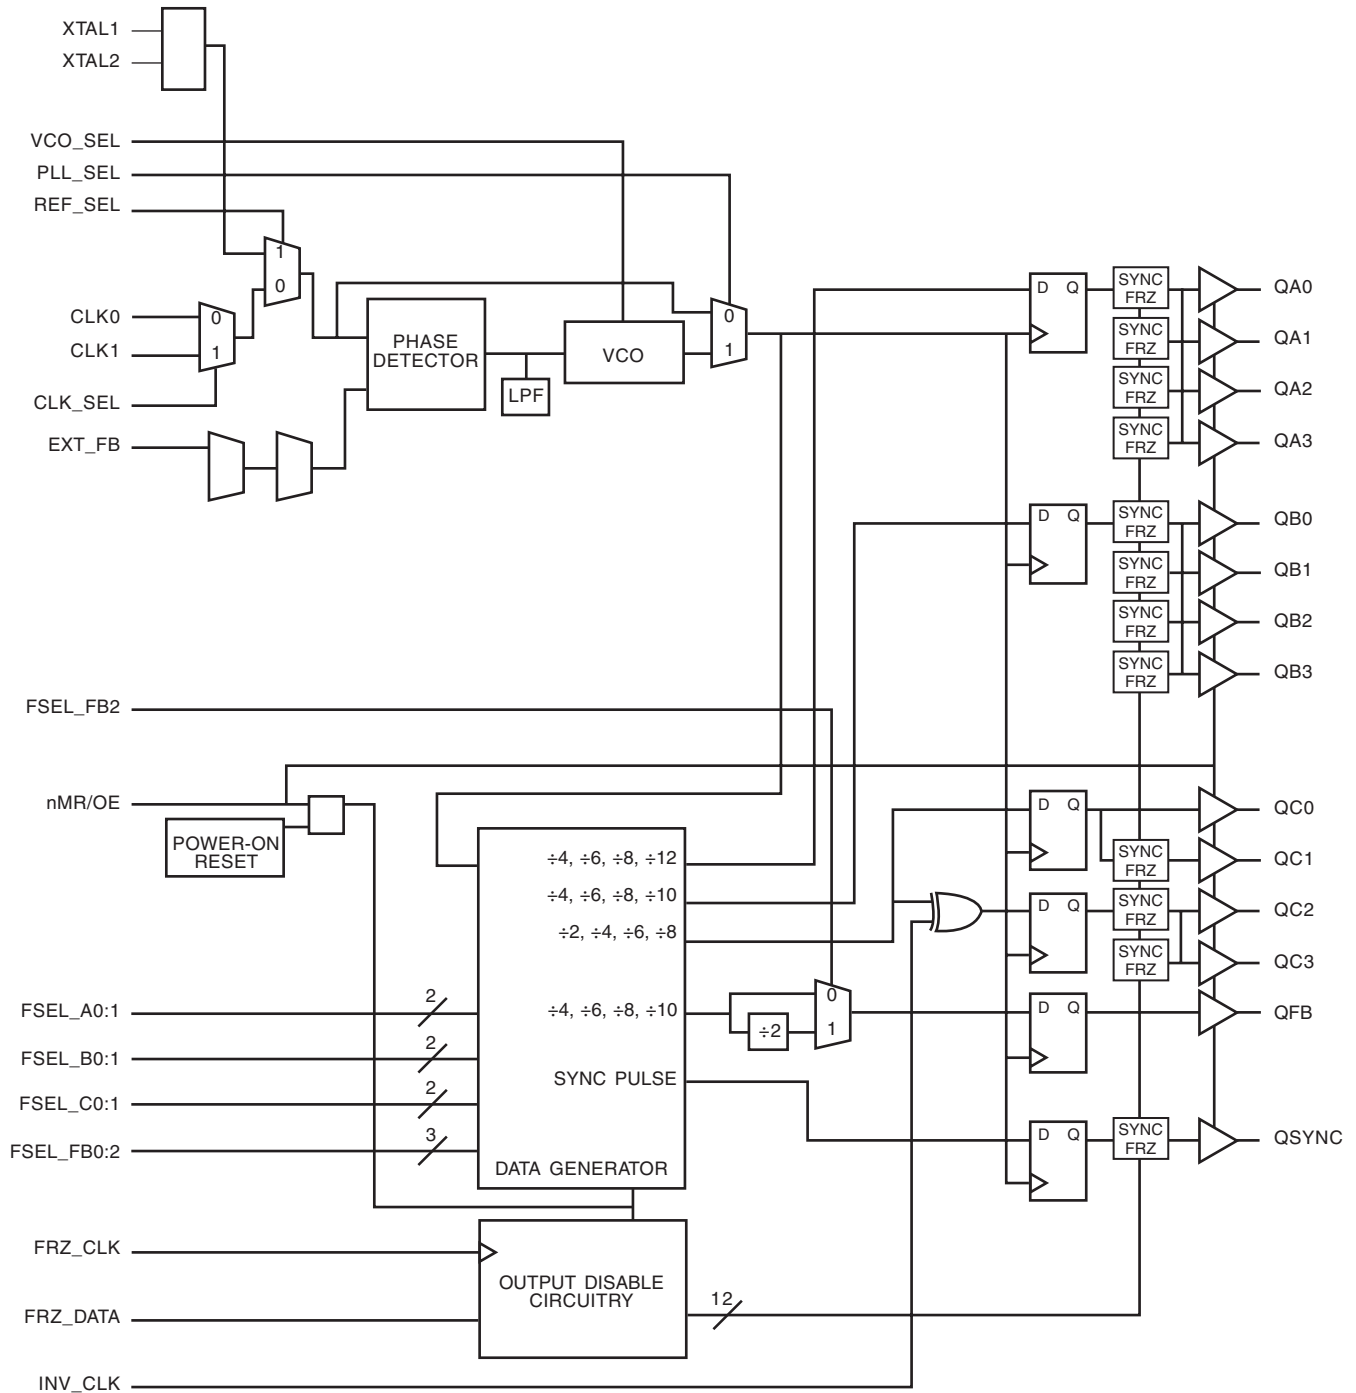 XTAL1
XTAL2
VCO_SEL
PLL_SEL
REF_SEL
1
0
CLK0
CLK1
0
1
CLK_SEL
EXT_FB
PHASE
DETECTOR
LPF
VCO
0
1
D Q
SYNC
FRZ
QA0
SYNC
FRZ
QA1
SYNC
FRZ
QA2
SYNC
FRZ
QA3
D Q
SYNC
FRZ
QB0
SYNC
FRZ
QB1
SYNC
FRZ
QB2
SYNC
FRZ
QB3
FSEL_FB2
nMR/OE
POWER-ON
RESET
÷4, ÷6, ÷8, ÷12
÷4, ÷6, ÷8, ÷10
÷2, ÷4, ÷6, ÷8
÷4, ÷6, ÷8, ÷10
SYNC PULSE
DATA GENERATOR
÷2
0
1
D Q
QC0
SYNC
FRZ
QC1
D Q
SYNC
FRZ
QC2
SYNC
FRZ
QC3
D Q
QFB
D Q
SYNC
FRZ
QSYNC
FSEL_A0:1
2
FSEL_B0:1
2
FSEL_C0:1
2
FSEL_FB0:2
3
FRZ_CLK
FRZ_DATA
OUTPUT DISABLE
CIRCUITRY
12
INV_CLK